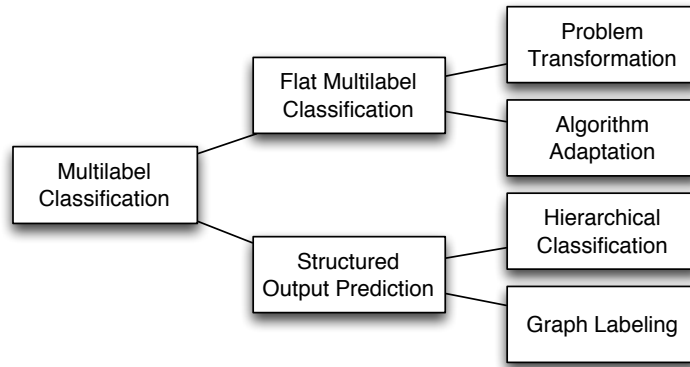 Multilabel
Classification
Flat Multilabel
Classification
Structured
Output Prediction
Problem
Transformation
Algorithm
Adaptation
Hierarchical
Classification
Graph Labeling